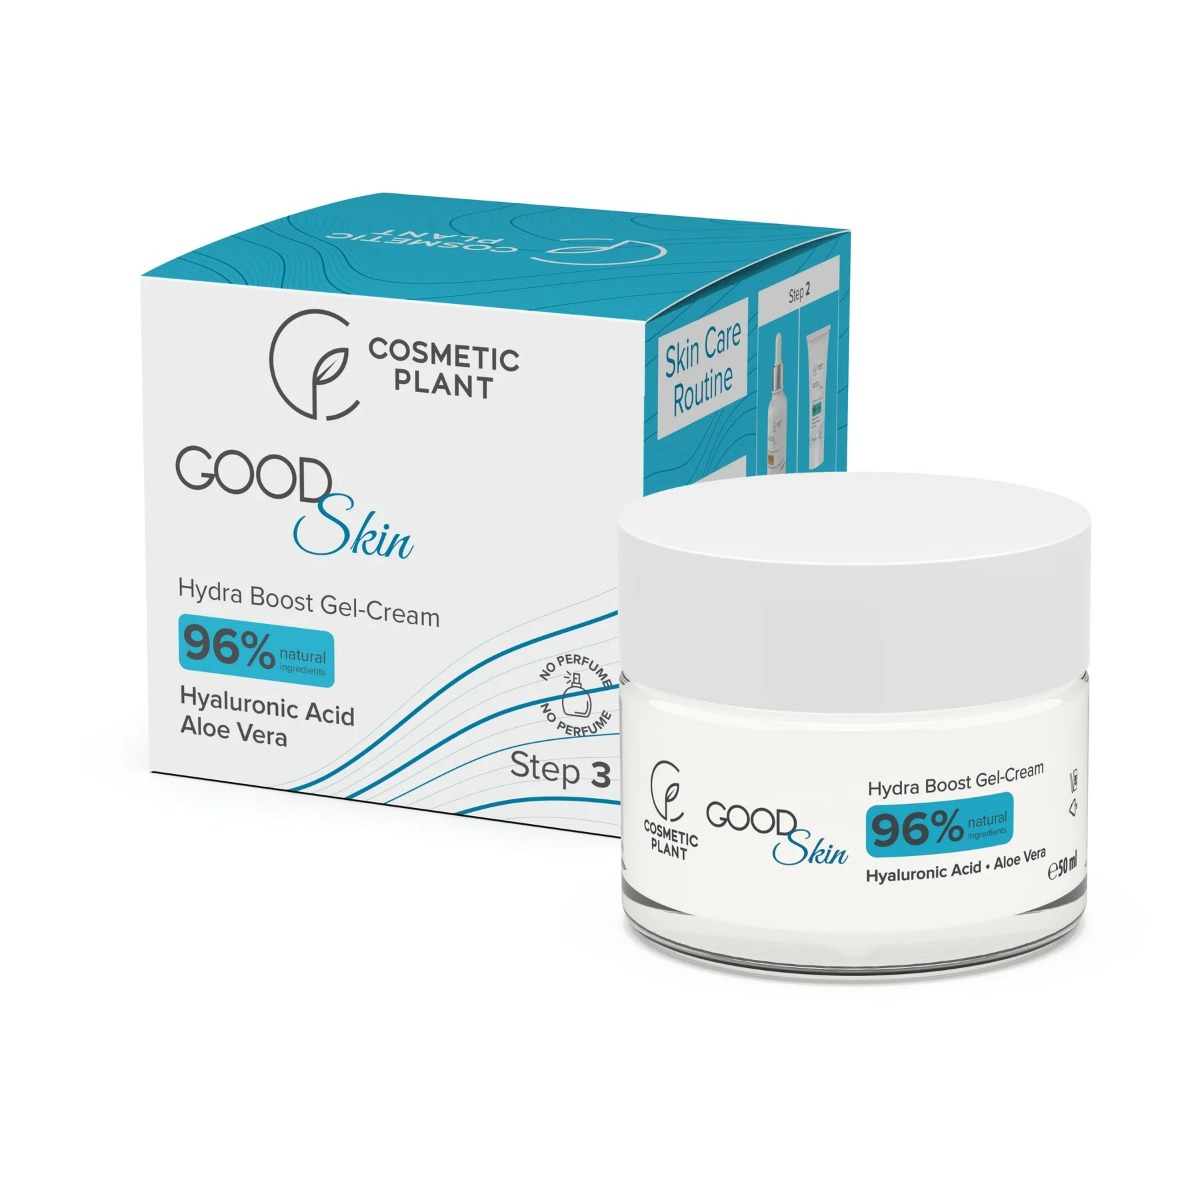 COSMETIC
PLANT
COSMETIC
PLANT
GOOD
Skin
Hydra Boost Gel-Cream
96% natural
ingredients
Hyaluronic Acid
Aloe Vera
NO PERFUME
NO PERFUME
Step 3
Skin Care
Routine
Step 2
COSMETIC
PLANT
GOOD
Skin
Hydra Boost Gel-Cream
96% natural
ingredients
Hyaluronic Acid • Aloe Vera
℮50 ml